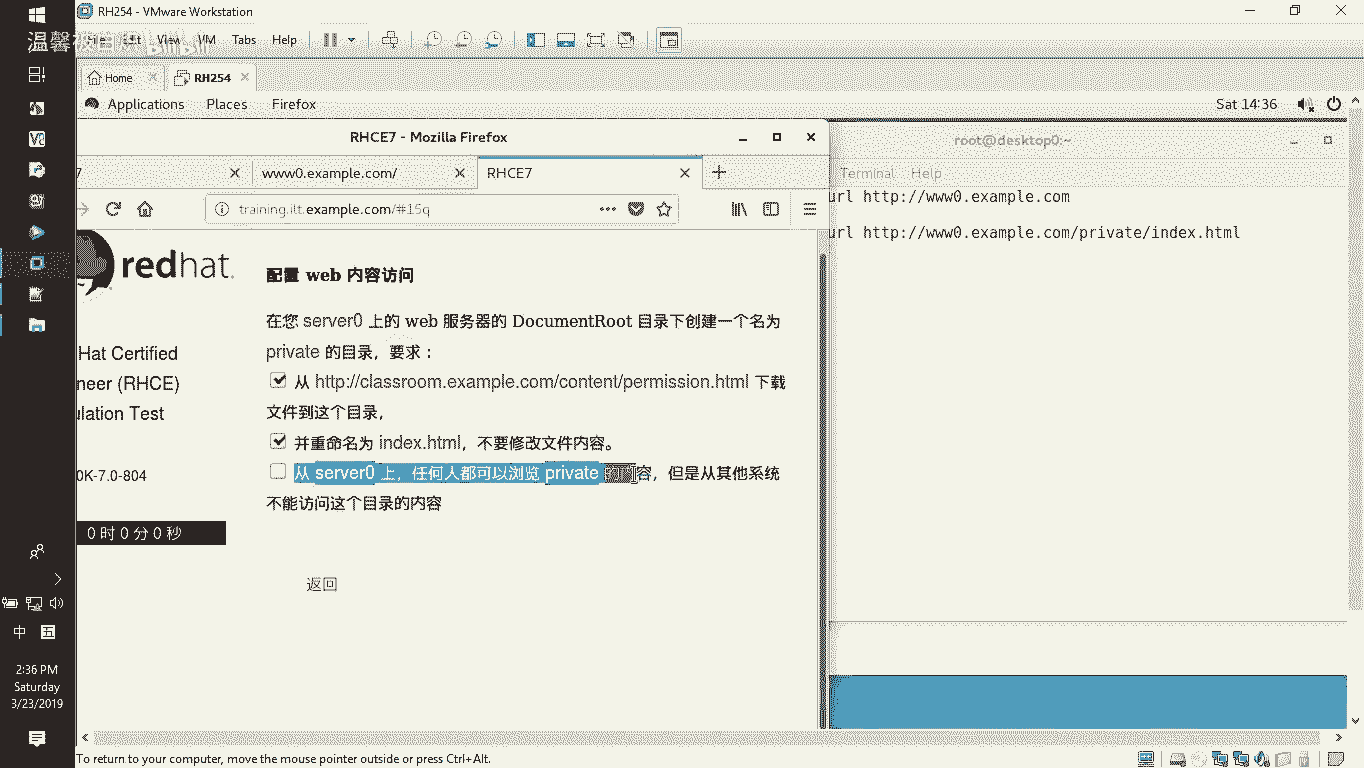 RH254 - VMware Workstation
Edit View VM Tabs Help
Home
RH254
Applications Places Firefox
Sat 14:36
RHCE7 - Mozilla Firefox
root@desktop0:~
7
www0.example.com/
RHCE7
Terminal Help
training.ilt.example.com/#15q
url http://www0.example.com
url http://www0.example.com/private/index.html
redhat.
配置 web 内容访问
在您 server0 上的 web 服务器的 DocumentRoot 目录下创建一个名为
private 的目录，要求：
从 http://classroom.example.com/content/permission.html 下载
文件到这个目录，
并重命名为 index.html，不要修改文件内容。
从 server0 上，任何人都可以浏览 private 的内容，但是从其他系统
不能访问这个目录的内容
返回
Hat Certified
neer (RHCE)
ulation Test
0K-7.0-804
0 时 0 分 0 秒
中
五
2:36 PM
Saturday
3/23/2019
To return to your computer, move the mouse pointer outside or press Ctrl+Alt.